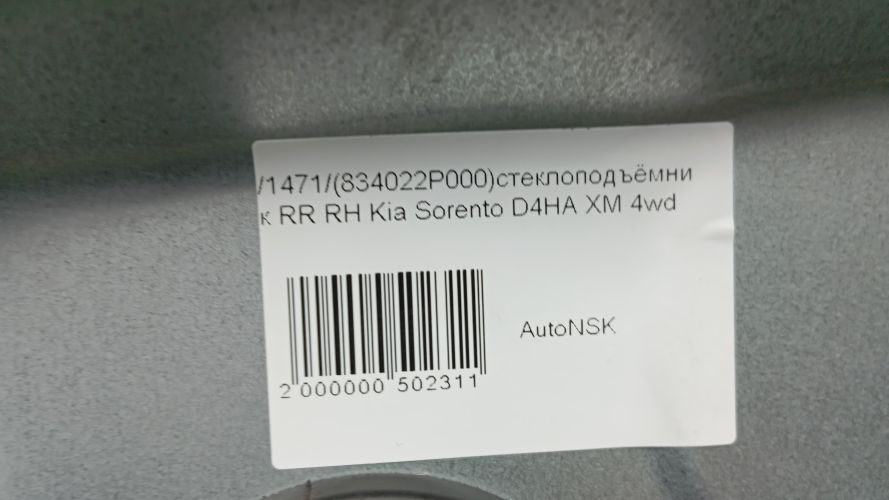 /1471/(834022P000)стеклоподъёмни
к RR RH Kia Sorento D4HA XM 4wd
AutoNSK
2 000000 502311